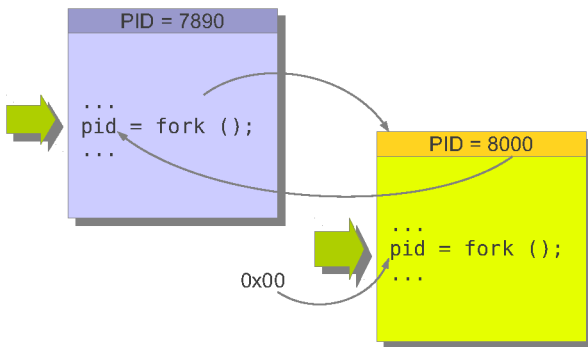 PID = 7890
...
pid = fork ();
...
PID = 8000
...
pid = fork ();
...
0x00